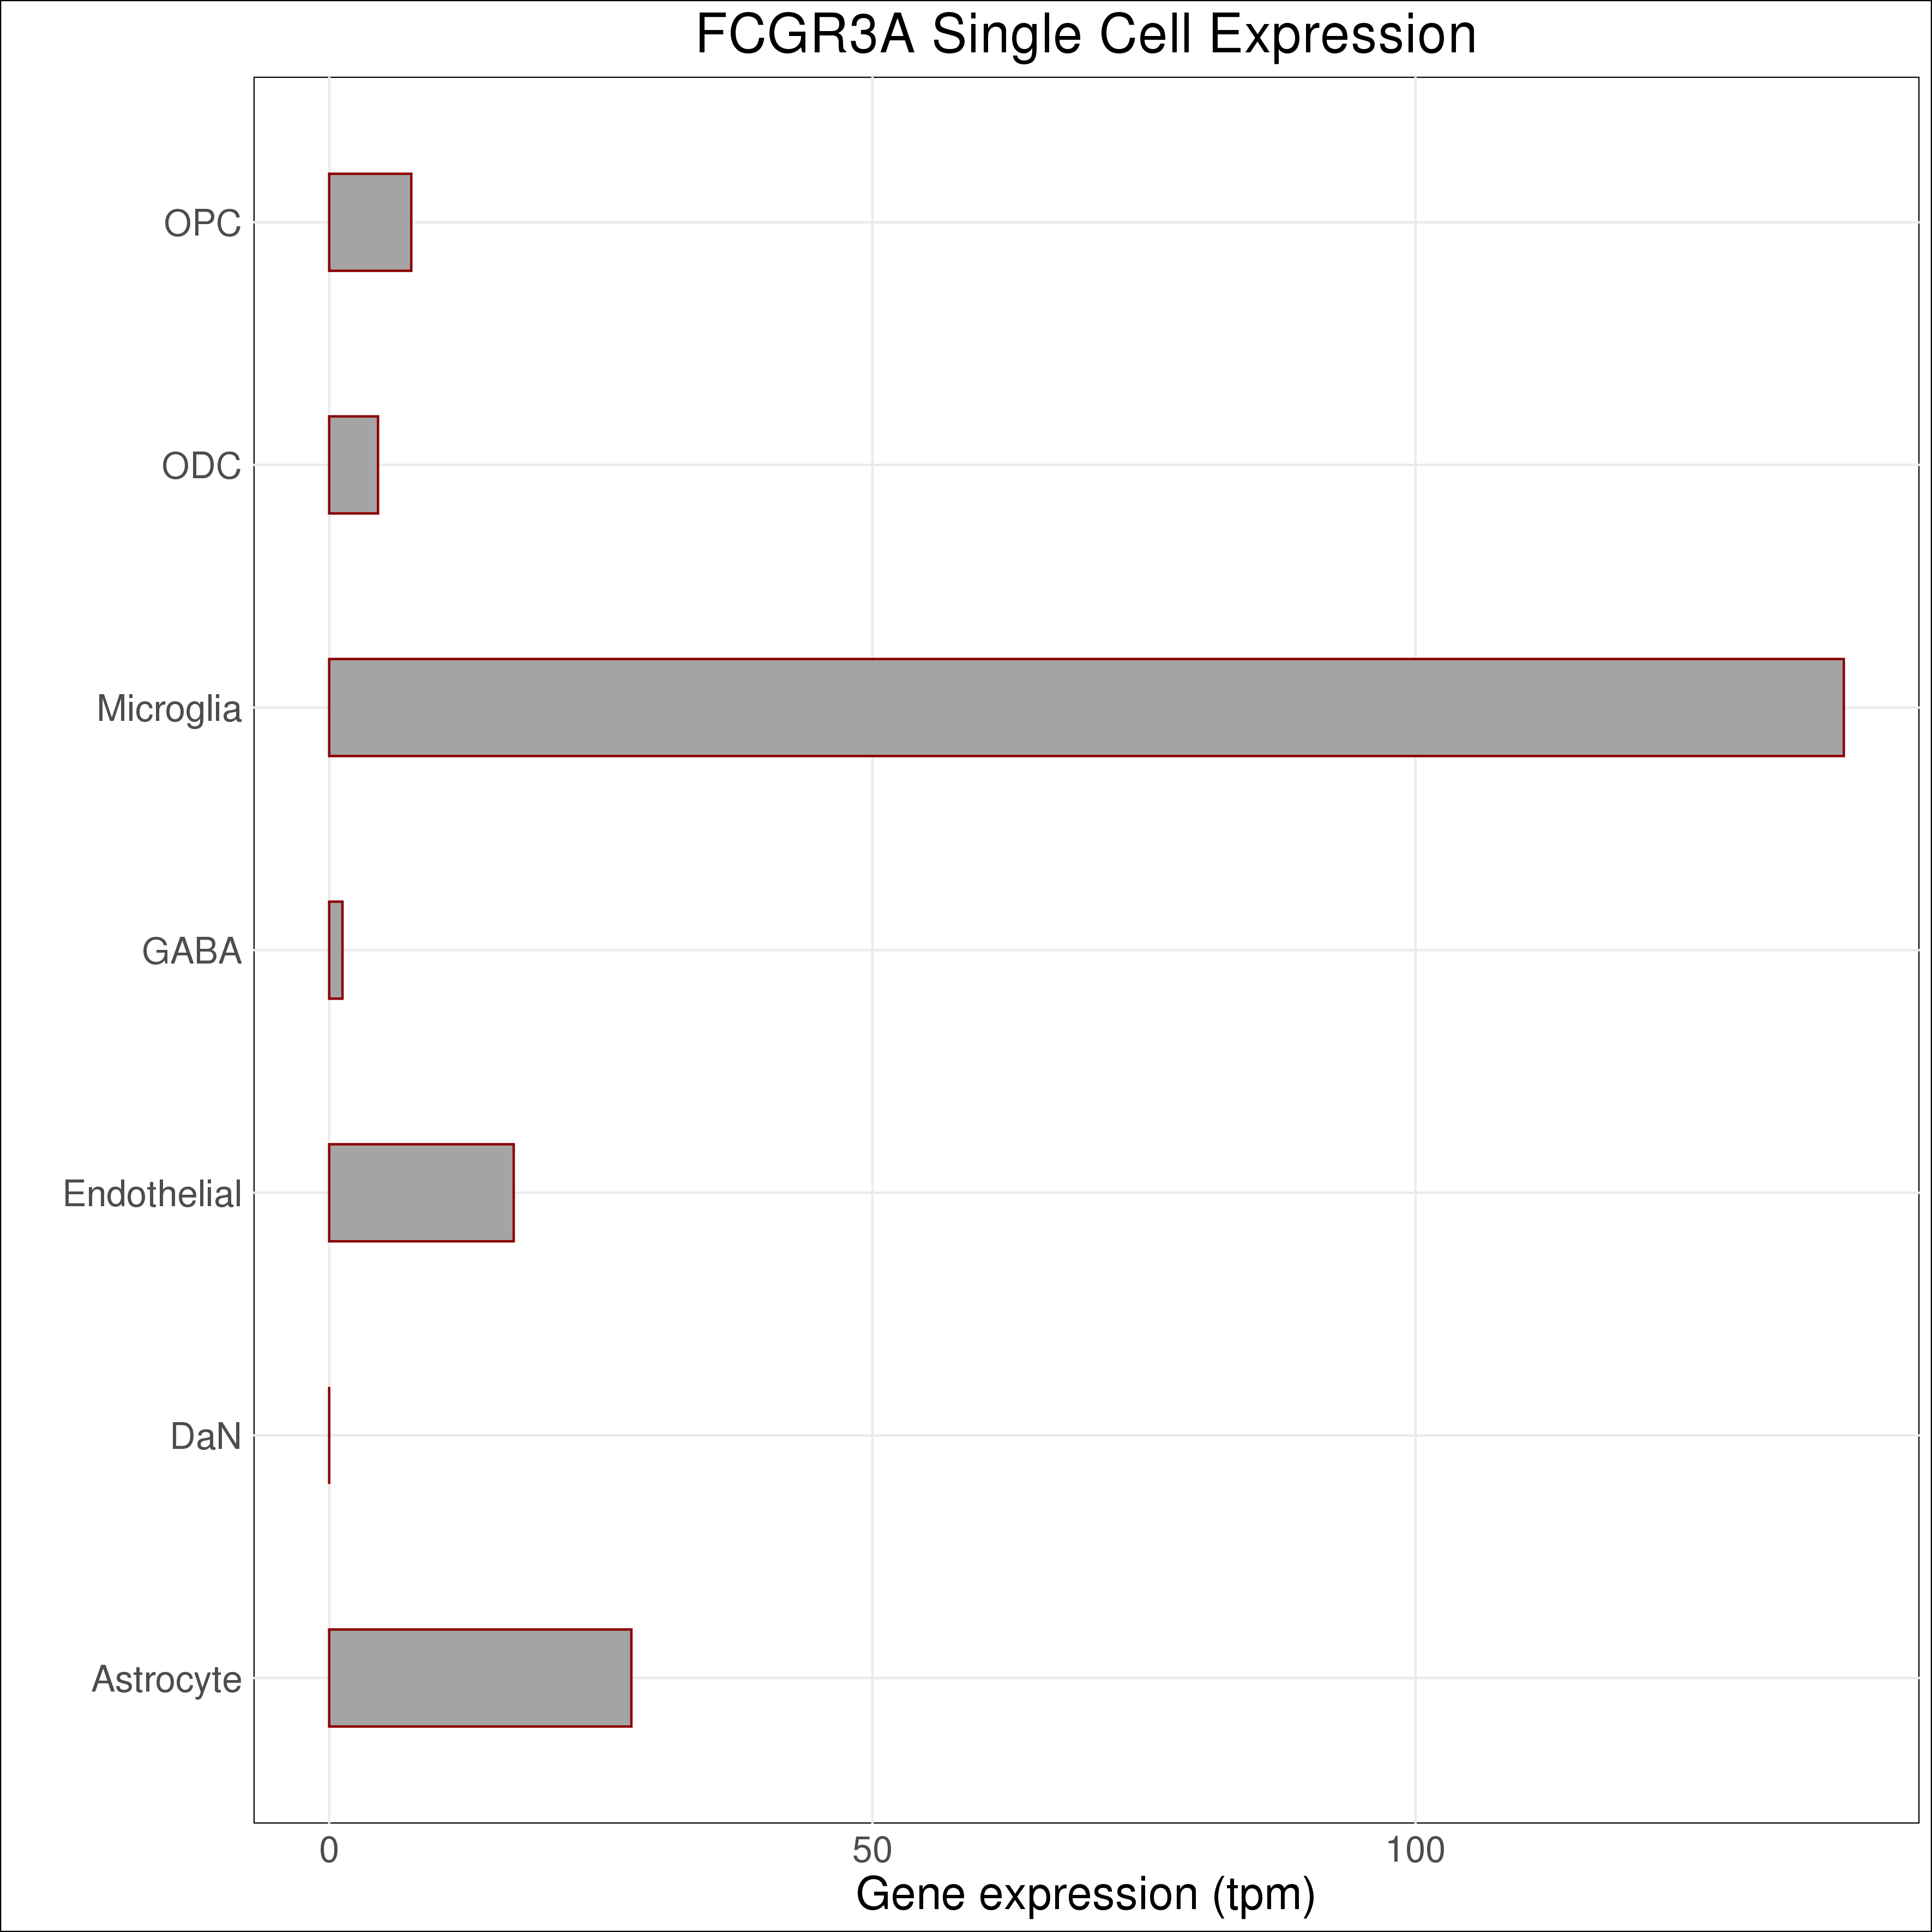 FCGR3A Single Cell Expression
OPC
ODC
Microglia
GABA
Endothelial
DaN
Astrocyte
0 50 100
Gene expression (tpm)